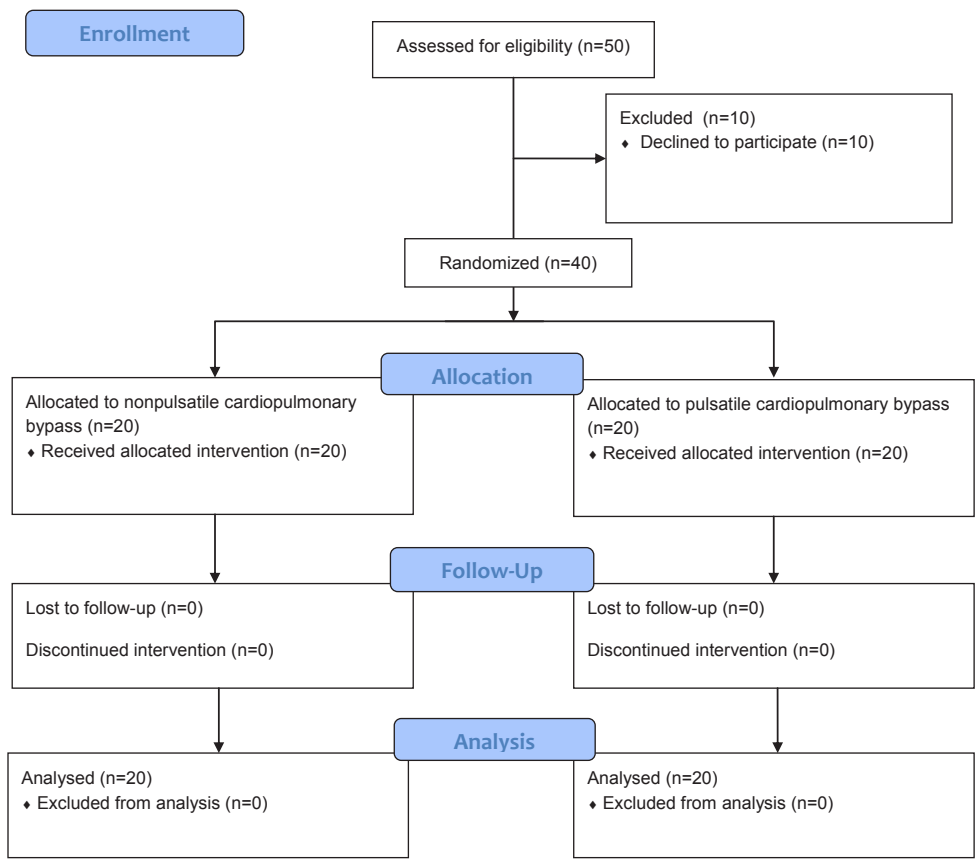 Enrollment
Assessed for eligibility (n=50)
Excluded (n=10)
♦ Declined to participate (n=10)
Randomized (n=40)
Allocation
Allocated to nonpulsatile cardiopulmonary
bypass (n=20)
♦ Received allocated intervention (n=20)
Allocated to pulsatile cardiopulmonary bypass
(n=20)
♦ Received allocated intervention (n=20)
Follow-Up
Lost to follow-up (n=0)
Discontinued intervention (n=0)
Lost to follow-up (n=0)
Discontinued intervention (n=0)
Analysis
Analysed (n=20)
♦ Excluded from analysis (n=0)
Analysed (n=20)
♦ Excluded from analysis (n=0)